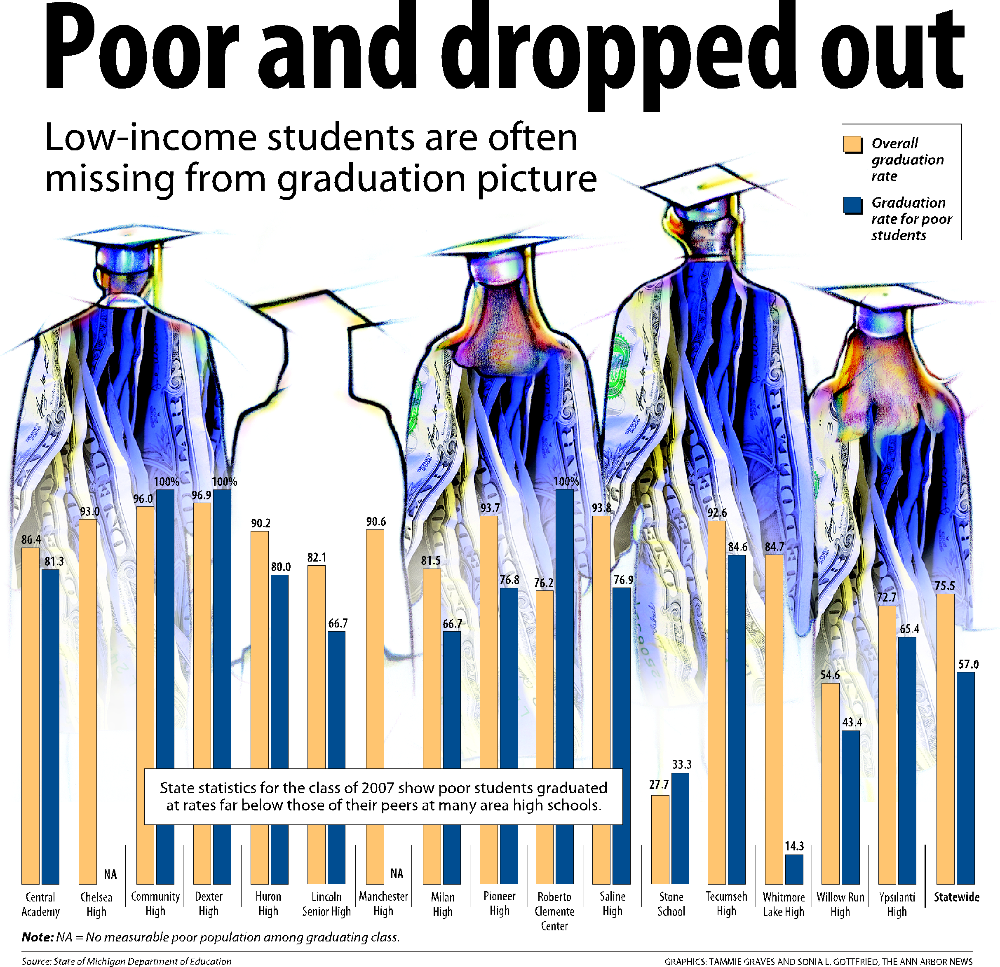 Poor and dropped out
Low-income students are often
missing from graduation picture
Overall
graduation
rate
Graduation
rate for poor
students
86.4
81.3
93.0
NA
96.0
100%
96.9
100%
90.2
80.0
82.1
66.7
90.6
NA
81.5
66.7
93.7
76.8
76.2
100%
93.8
76.9
27.7
33.3
92.6
84.6
84.7
14.3
54.6
43.4
72.7
65.4
75.5
57.0
State statistics for the class of 2007 show poor students graduated
at rates far below those of their peers at many area high schools.
Central
Academy
Chelsea
High
Community
High
Dexter
High
Huron
High
Lincoln
Senior High
Manchester
High
Milan
High
Pioneer
High
Roberto
Clemente
Center
Saline
High
Stone
School
Tecumseh
High
Whitmore
Lake High
Willow Run
High
Ypsilanti
High
Statewide
Note: NA = No measurable poor population among graduating class.
Source: State of Michigan Department of Education
GRAPHICS: TAMMIE GRAVES AND SONIA L. GOTTFRIED, THE ANN ARBOR NEWS